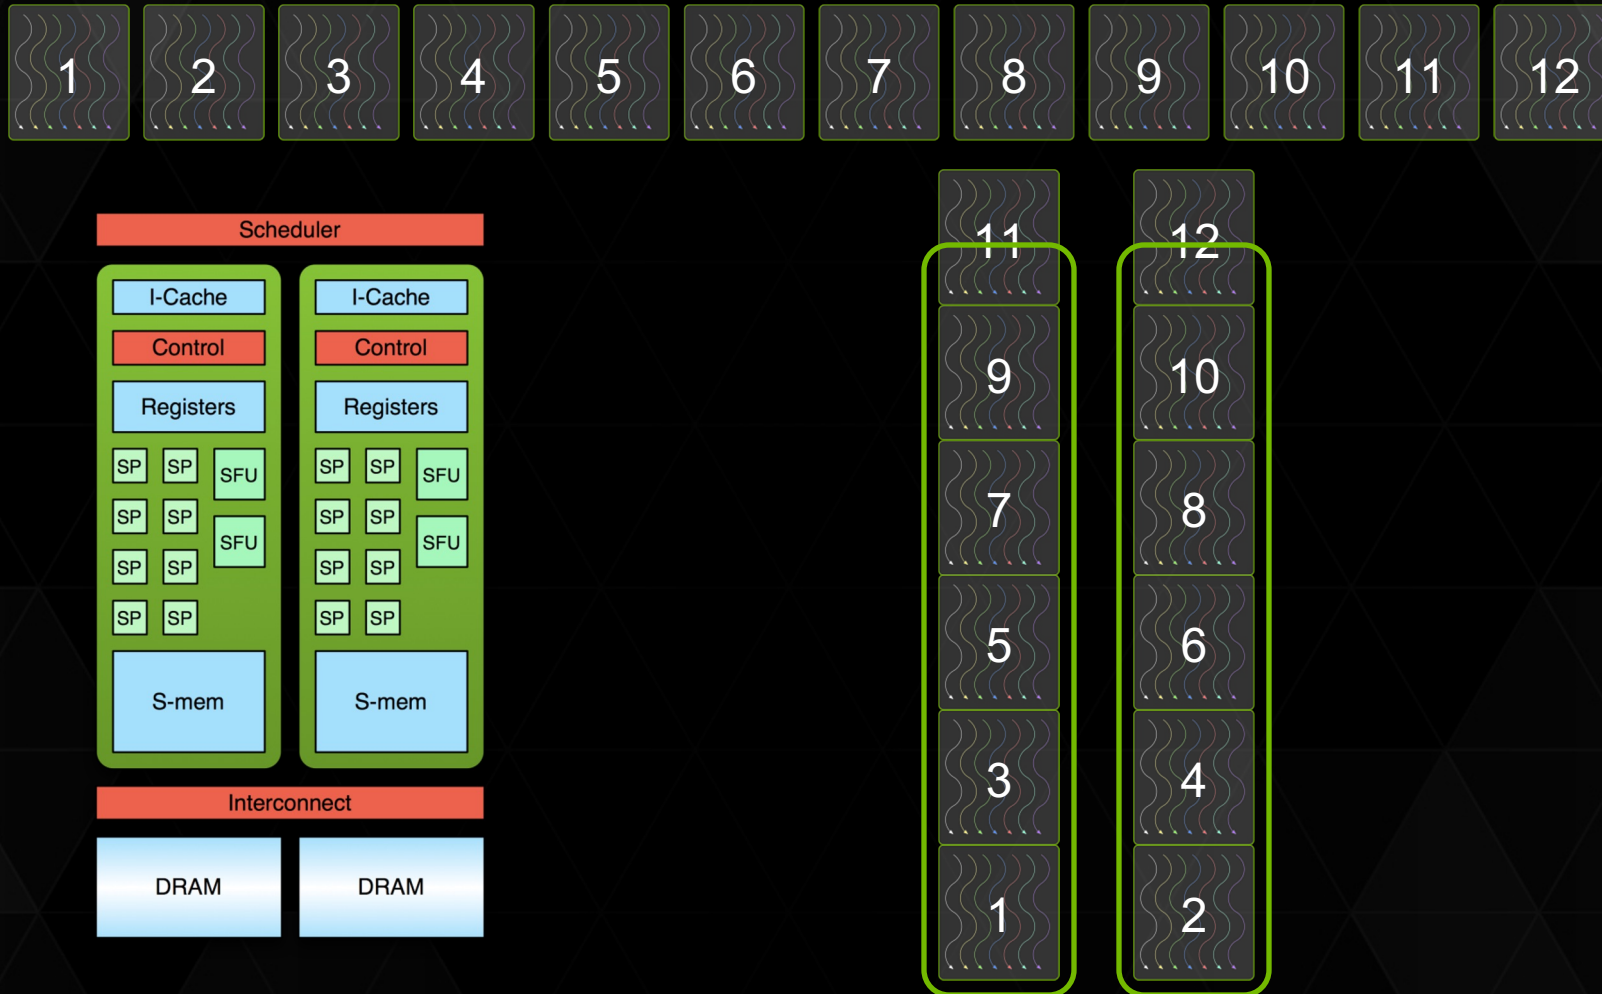 1 2 3 4 5 6 7 8 9 10 11 12
Scheduler
I-Cache I-Cache
Control Control
Registers Registers
SP SP SFU SP SP SFU
SP SP SFU SP SP SFU
SP SP SP SP
SP SP SP SP
S-mem S-mem
Interconnect
DRAM DRAM
11 12
9 10
7 8
5 6
3 4
1 2